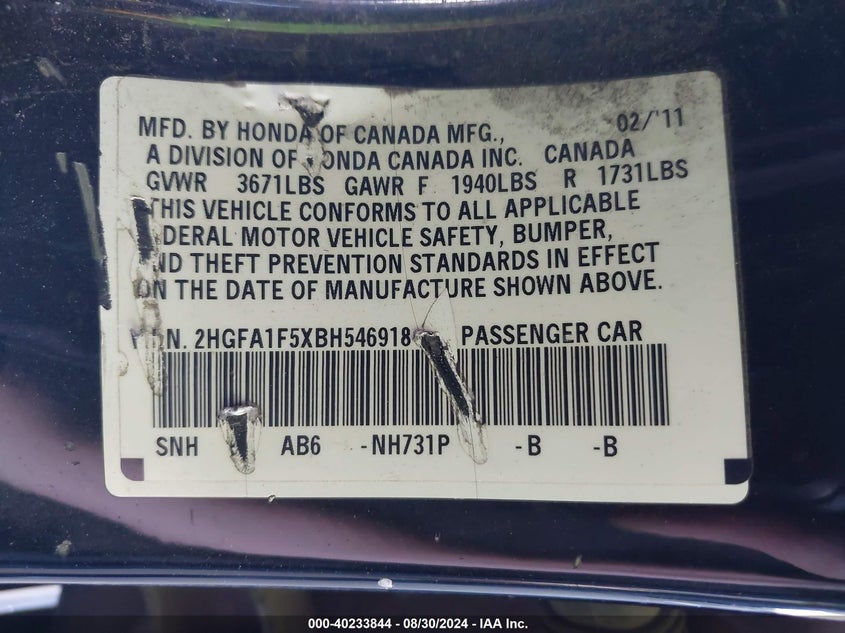 MFD. BY HONDA OF CANADA MFG., 02/'11
A DIVISION OF ONDA CANADA INC. CANADA
GVWR 3671LBS GAWR F 1940LBS R 1731LBS
THIS VEHICLE CONFORMS TO ALL APPLICABLE
DERAL MOTOR VEHICLE SAFETY, BUMPER,
ND THEFT PREVENTION STANDARDS IN EFFECT
ON THE DATE OF MANUFACTURE SHOWN ABOVE.
.N. 2HGFA1F5XBH546918 PASSENGER CAR
SNH AB6 -NH731P -B -B
000-40233844 - 08/30/2024 - IAA Inc.